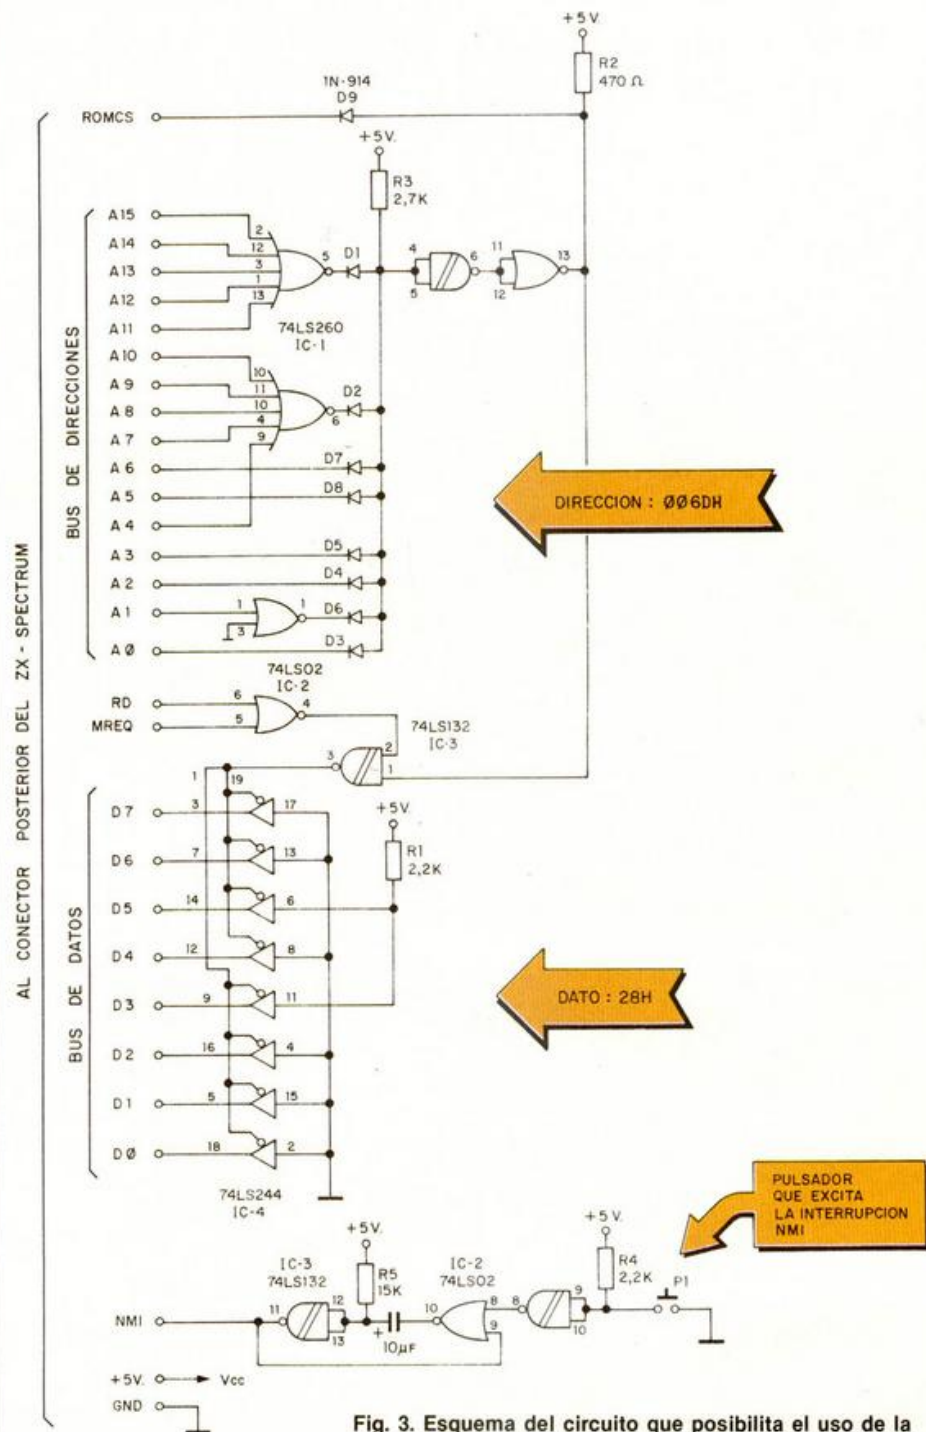 +5V.
R2
470 Ω
1N-914
D9
ROMCS
+5V.
R3
2,7K
A15
2
A14
12
A13
3
5
D1
4
6
11
13
A12
1
5
12
A11
13
74LS260
IC-1
A10
10
A9
11
D2
A8
10
A7
4
6
9
A6
D7
A5
D8
A4
A3
D5
A2
D4
A1
1
1
D6
3
A0
D3
74LS02
IC-2
BUS DE DIRECCIONES
DIRECCION : ØØ6DH
RD
6
4
MREQ
5
74LS132
IC-3
3
2
1
1
19
+5V.
R1
2,2K
D7
3
17
D6
7
13
D5
14
6
D4
12
8
D3
9
11
D2
16
4
D1
5
15
DØ
18
2
74LS244
IC-4
BUS DE DATOS
DATO : 28H
AL CONECTOR POSTERIOR DEL ZX - SPECTRUM
PULSADOR
QUE EXCITA
LA INTERRUPCION
NMI
+5V.
R4
2,2K
P1
+5V.
R5
15K
IC-3
74LS132
IC-2
74LS02
NMI
11
12
13
+
10µF
10
8
9
8
9
10
+5V.
Vcc
GND
Fig. 3. Esquema del circuito que posibilita el uso de la